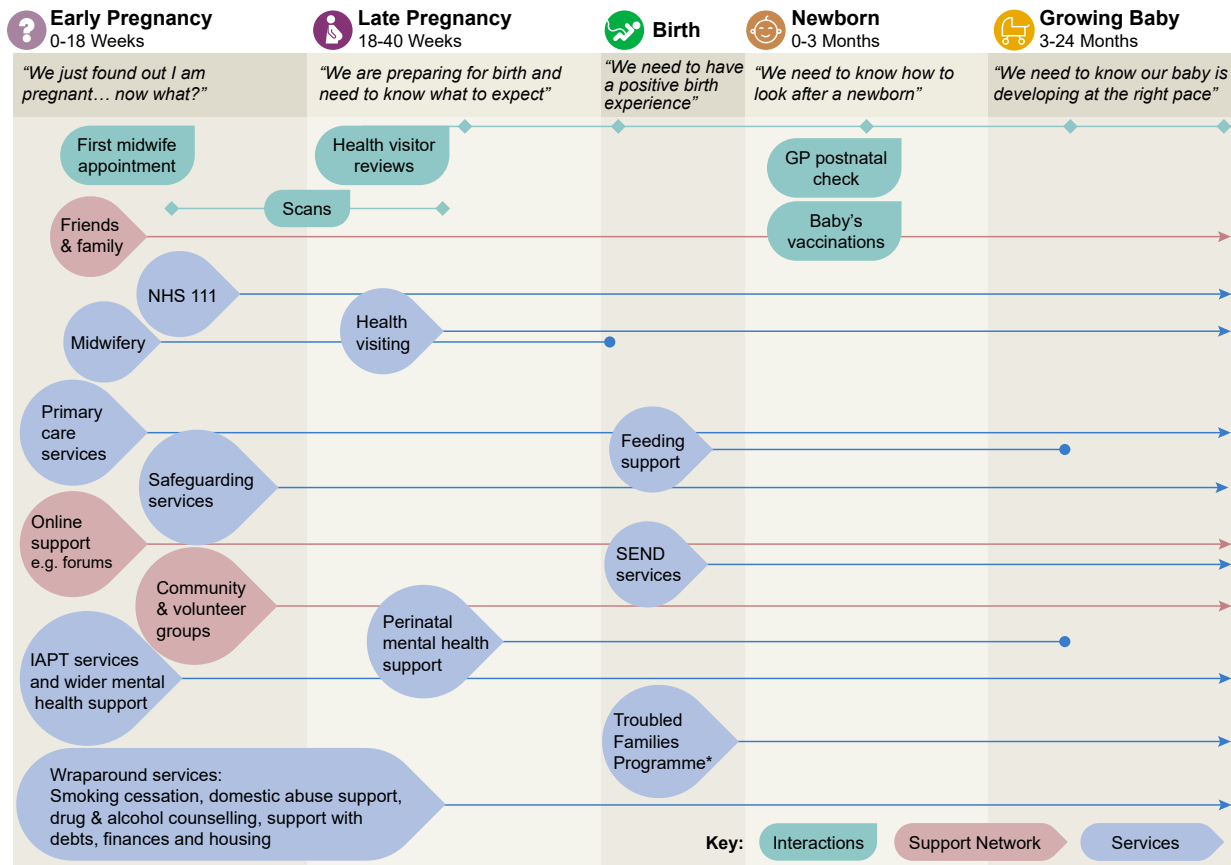 Early Pregnancy
0-18 Weeks
Late Pregnancy
18-40 Weeks
Birth
Newborn
0-3 Months
Growing Baby
3-24 Months
“We just found out I am
pregnant… now what?”
“We are preparing for birth and
need to know what to expect”
“We need to have
a positive birth
experience”
“We need to know how to
look after a newborn”
“We need to know our baby is
developing at the right pace”
First midwife
appointment
Health visitor
reviews
GP postnatal
check
Scans
Baby’s
vaccinations
Friends
& family
NHS 111
Midwifery
Health
visiting
Primary
care
services
Feeding
support
Safeguarding
services
Online
support
e.g. forums
SEND
services
Community
& volunteer
groups
Perinatal
mental health
support
IAPT services
and wider mental
health support
Troubled
Families
Programme*
Wraparound services:
Smoking cessation, domestic abuse support,
drug & alcohol counselling, support with
debts, finances and housing
Key:
Interactions
Support Network
Services
?